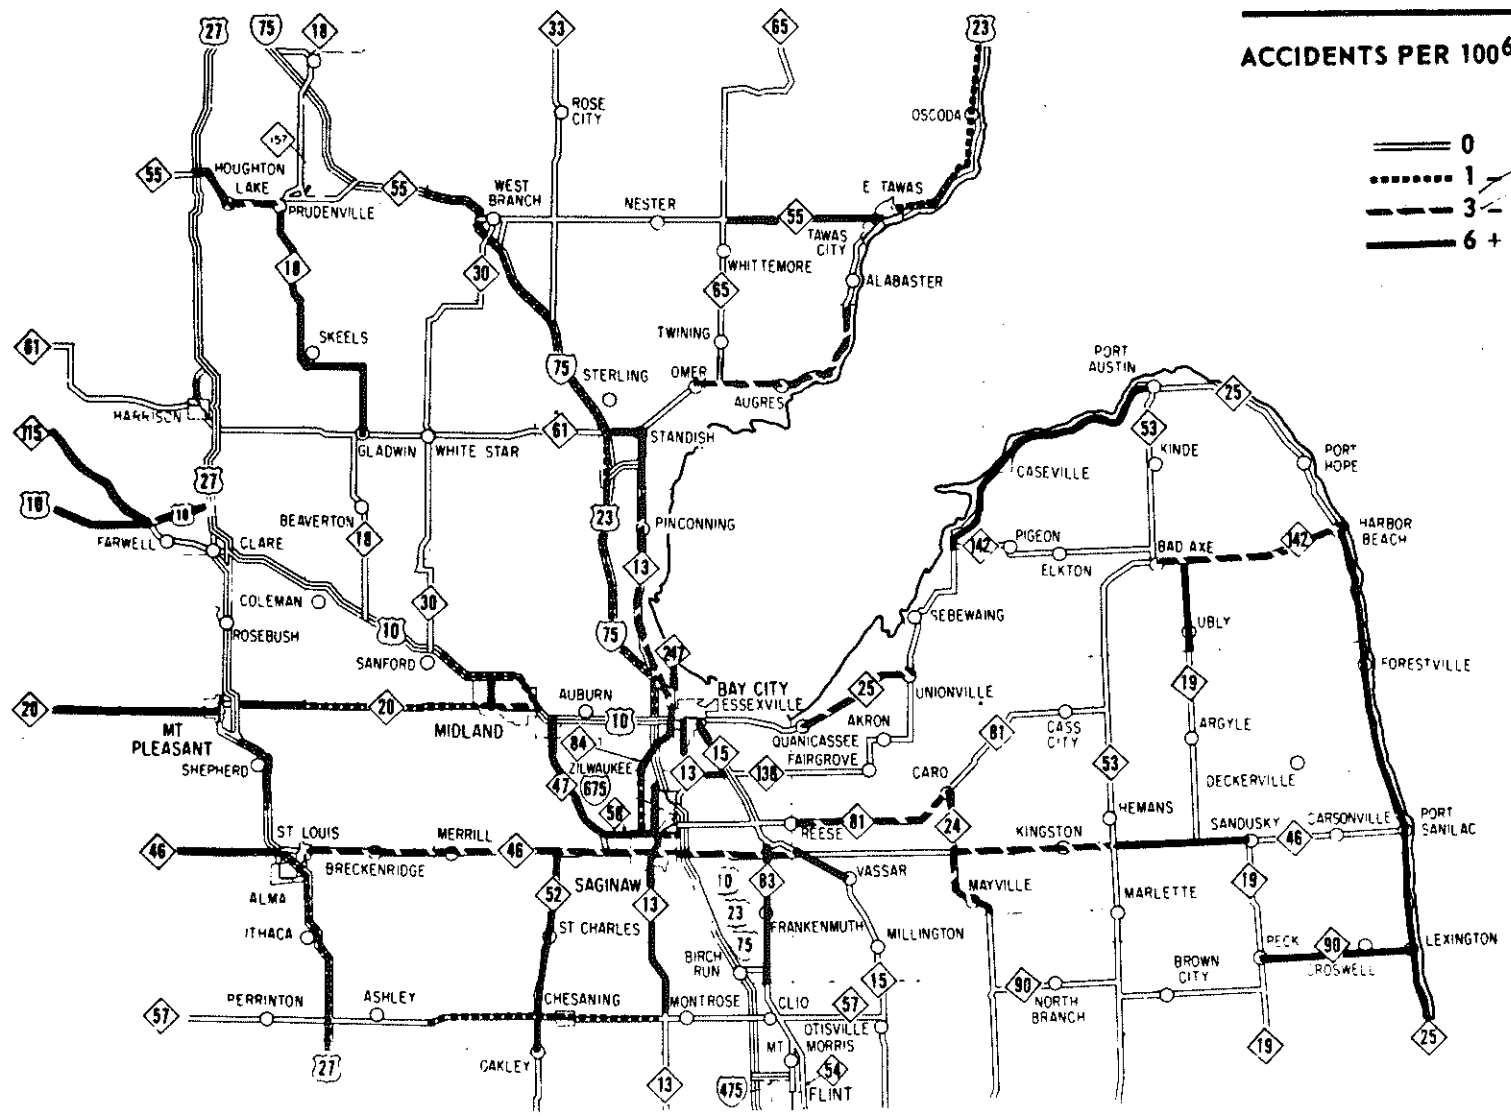 27
75
18
33
65
23
ACCIDENTS PER 100⁶
ROSE
CITY
OSCODA
0
157
1 -
55
HOUGHTON
LAKE
3 -
PRUDENVILLE
55
WEST
BRANCH
NESTER
55
E TAWAS
6 +
TAWAS
CITY
18
30
WHITTEMORE
65
ALABASTER
61
SKEELS
TWINING
75
STERLING
OMER
AUGRES
PORT
AUSTIN
25
HARRISON
115
61
STANDISH
53
GLADWIN
WHITE STAR
KINDE
PORT
HOPE
CASEVILLE
27
10
10
BEAVERTON
18
23
PINCONNING
FARWELL
CLARE
142
PIGEON
ELKTON
BAD AXE
142
HARBOR
BEACH
13
COLEMAN
30
ROSEBUSH
10
SANFORD
75
247
SEBEWAING
UBLY
FORESTVILLE
20
MT
PLEASANT
20
MIDLAND
AUBURN
10
BAY CITY
ESSEXVILLE
25
UNIONVILLE
19
AKRON
QUANICASSEE
FAIRGROVE
81
CASS
CITY
ARGYLE
SHEPHERD
84
ZILWAUKEE
47
675
13
15
138
CARO
53
DECKERVILLE
58
REESE
81
24
HEMANS
KINGSTON
SANDUSKY
46
CARSONVILLE
PORT
SANILAC
46
ST LOUIS
BRECKENRIDGE
MERRILL
46
SAGINAW
83
VASSAR
MAYVILLE
19
ALMA
52
13
10
23
75
MARLETTE
ITHACA
ST CHARLES
FRANKENMUTH
MILLINGTON
BIRCH
RUN
15
PECK
90
CROSWELL
LEXINGTON
BROWN
CITY
90
NORTH
BRANCH
57
PERRINTON
ASHLEY
CHESANING
MONTROSE
CLIO
57
OTISVILLE
MT
MORRIS
27
OAKLEY
13
475
54
FLINT
19
25